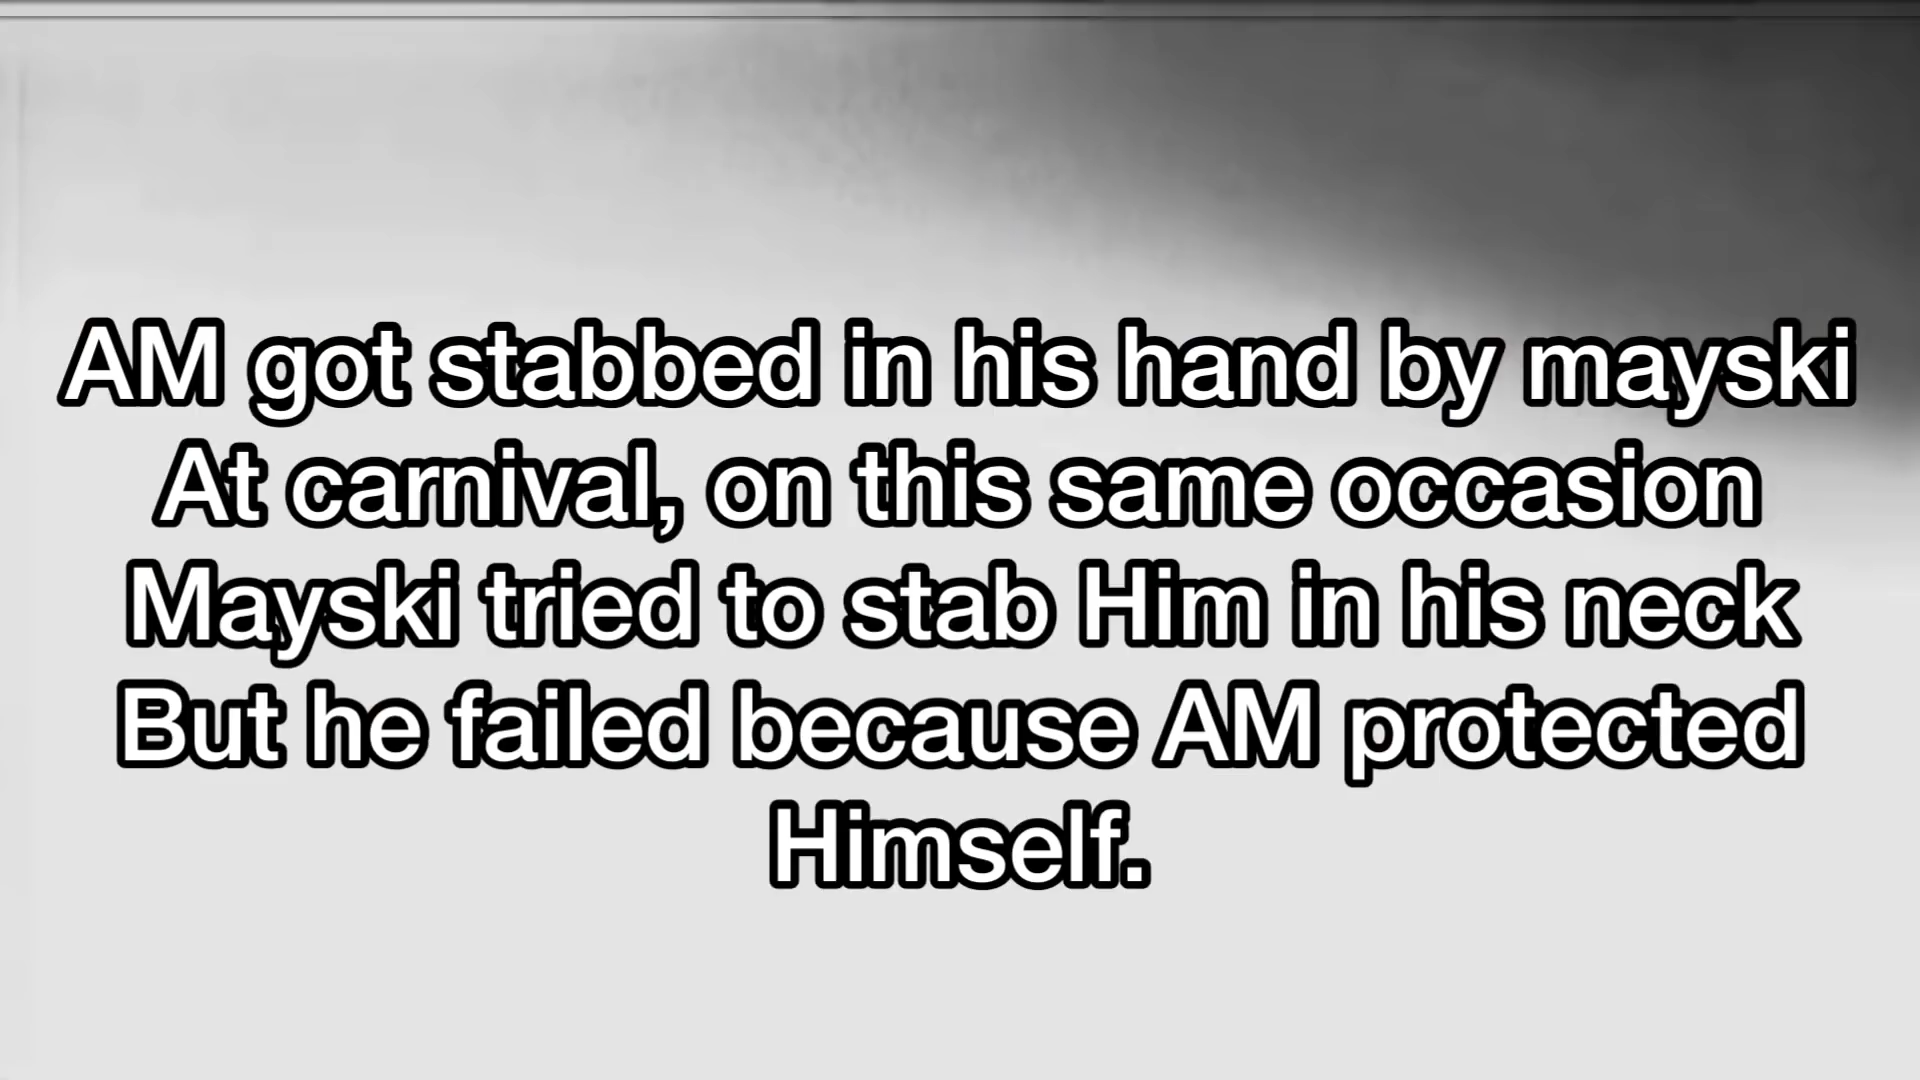 AM got stabbed in his hand by mayski
At carnival, on this same occasion
Mayski tried to stab Him in his neck
But he failed because AM protected
Himself.